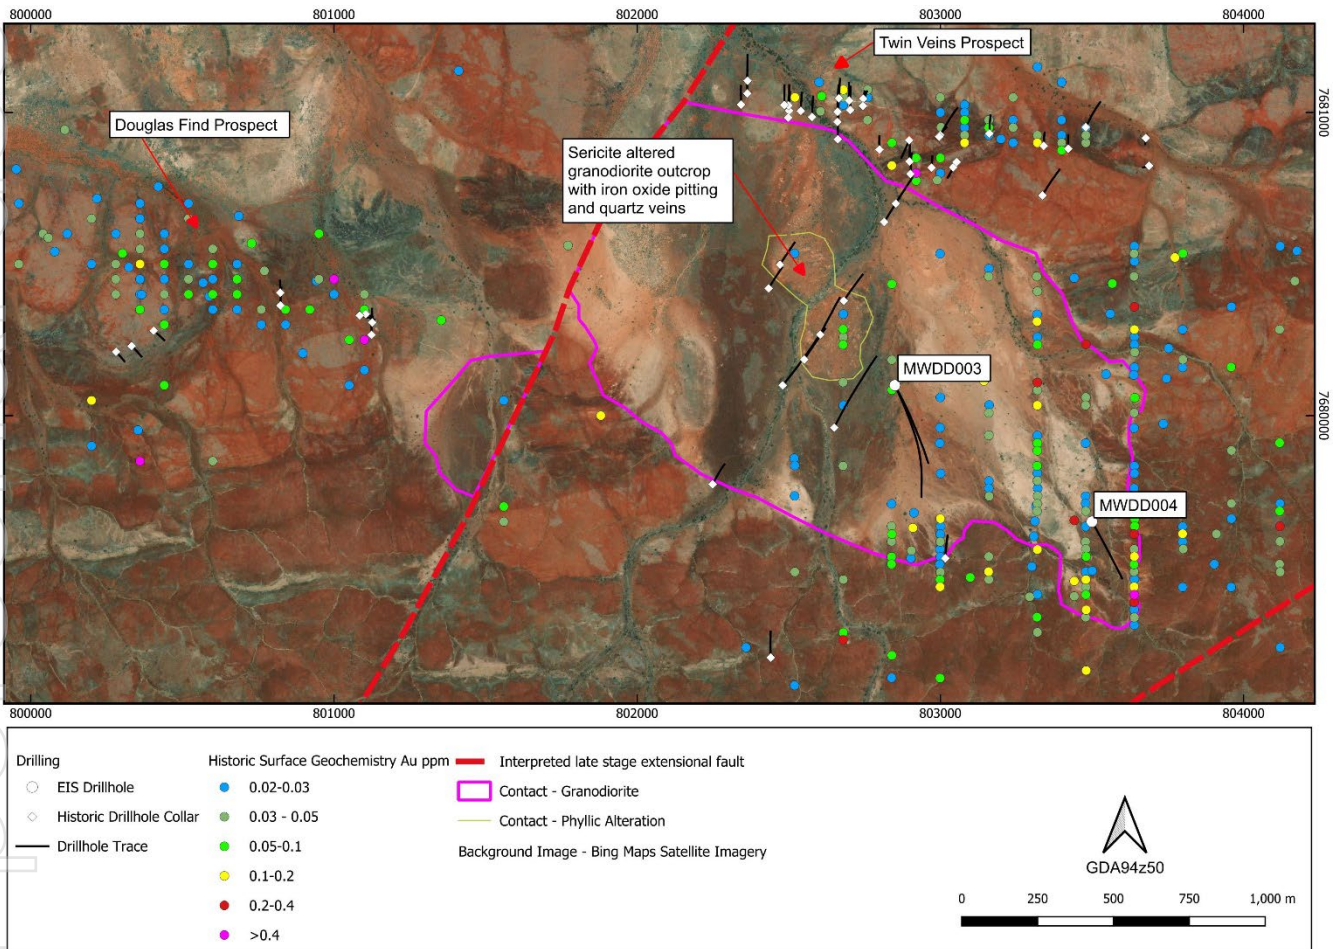 800000
801000
802000
803000
804000
Twin Veins Prospect
Douglas Find Prospect
7681000
7681000
Sericite altered
granodiorite outcrop
with iron oxide pitting
and quartz veins
MWDD003
7680000
7680000
MWDD004
800000
801000
802000
803000
804000
Drilling
EIS Drillhole
Historic Drillhole Collar
Drillhole Trace
Historic Surface Geochemistry Au ppm
0.02-0.03
0.03 - 0.05
0.05-0.1
0.1-0.2
0.2-0.4
>0.4
Interpreted late stage extensional fault
Contact - Granodiorite
Contact - Phyllic Alteration
Background Image - Bing Maps Satellite Imagery
GDA94z50
0 250 500 750 1,000 m